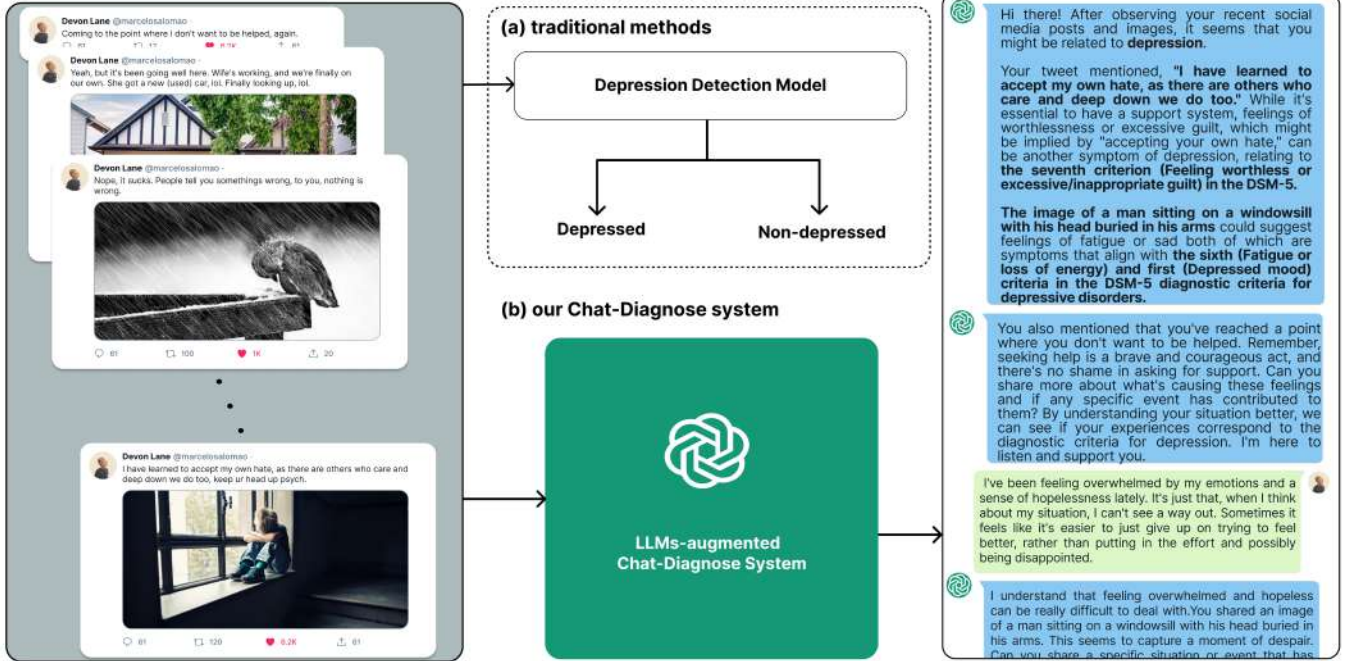 Devon Lane @marcelosalomao ·
Coming to the point where I don't want to be helped, again.
Devon Lane @marcelosalomao ·
Yeah, but it's been going well here. Wife's working, and we're finally on
our own. She got a new (used) car, lol. Finally looking up, lol.
Devon Lane @marcelosalomao ·
Nope, it sucks. People tell you somethings wrong, to you, nothing is
wrong.
61 100 1K 20
Devon Lane @marcelosalomao ·
I have learned to accept my own hate, as there are others who care and
deep down we do too, keep ur head up psych.
61 120 6.2K 61
(a) traditional methods
Depression Detection Model
Depressed
Non-depressed
(b) our Chat-Diagnose system
LLMs-augmented
Chat-Diagnose System
Hi there! After observing your recent social
media posts and images, it seems that you
might be related to depression.
Your tweet mentioned, "I have learned to
accept my own hate, as there are others who
care and deep down we do too." While it's
essential to have a support system, feelings of
worthlessness or excessive guilt, which might
be implied by "accepting your own hate," can
be another symptom of depression, relating to
the seventh criterion (Feeling worthless or
excessive/inappropriate guilt) in the DSM-5.
The image of a man sitting on a windowsill
with his head buried in his arms could suggest
feelings of fatigue or sad both of which are
symptoms that align with the sixth (Fatigue or
loss of energy) and first (Depressed mood)
criteria in the DSM-5 diagnostic criteria for
depressive disorders.
You also mentioned that you've reached a point
where you don't want to be helped. Remember,
seeking help is a brave and courageous act, and
there's no shame in asking for support. Can you
share more about what's causing these feelings
and if any specific event has contributed to
them? By understanding your situation better, we
can see if your experiences correspond to the
diagnostic criteria for depression. I'm here to
listen and support you.
I've been feeling overwhelmed by my emotions and a
sense of hopelessness lately. It's just that, when I think
about my situation, I can't see a way out. Sometimes it
feels like it's easier to just give up on trying to feel
better, rather than putting in the effort and possibly
being disappointed.
I understand that feeling overwhelmed and hopeless
can be really difficult to deal with.You shared an image
of a man sitting on a windowsill with his head buried in
his arms. This seems to capture a moment of despair.
Can you share a specific situation or event that has